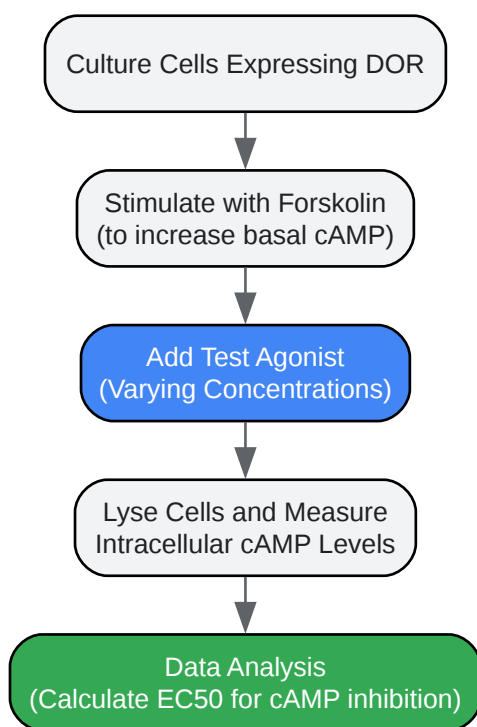 Culture Cells Expressing DOR
Stimulate with Forskolin
(to increase basal cAMP)
Add Test Agonist
(Varying Concentrations)
Lyse Cells and Measure
Intracellular cAMP Levels
Data Analysis
(Calculate EC50 for cAMP inhibition)